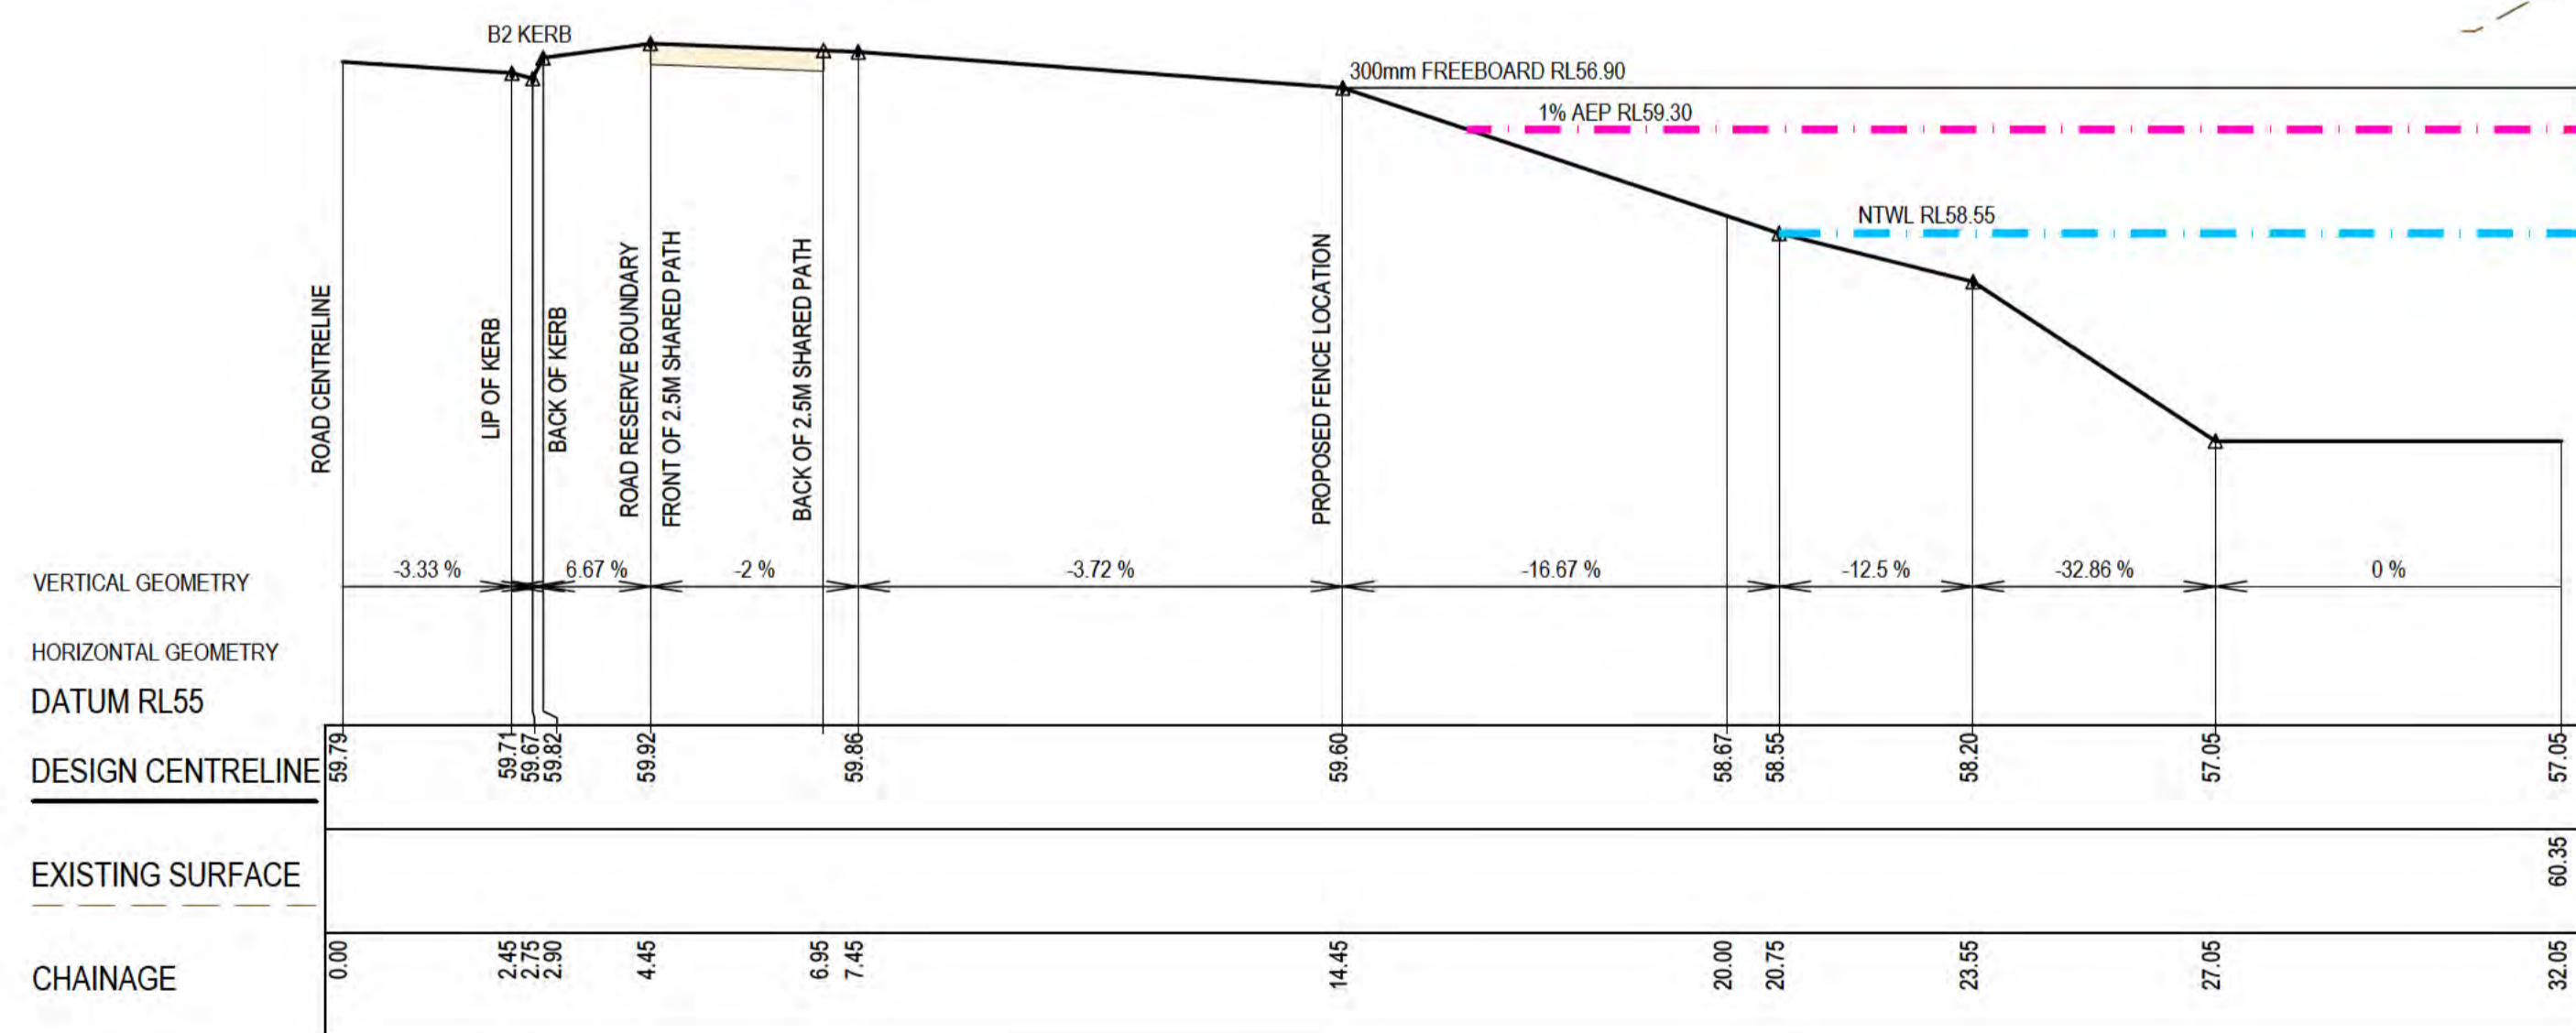 B2 KERB
300mm FREEBOARD RL56.90
1% AEP RL59.30
NTWL RL58.55
ROAD CENTRELINE
LIP OF KERB
BACK OF KERB
ROAD RESERVE BOUNDARY
FRONT OF 2.5M SHARED PATH
BACK OF 2.5M SHARED PATH
PROPOSED FENCE LOCATION
VERTICAL GEOMETRY
-3.33 %
6.67 %
-2 %
-3.72 %
-16.67 %
-12.5 %
-32.86 %
0 %
HORIZONTAL GEOMETRY
DATUM RL55
DESIGN CENTRELINE
59.79
59.71
59.67
59.82
59.92
59.86
59.60
58.67
58.55
58.20
57.05
57.05
EXISTING SURFACE
60.35
CHAINAGE
0.00
2.45
2.75
2.90
4.45
6.95
7.45
14.45
20.00
20.75
23.55
27.05
32.05